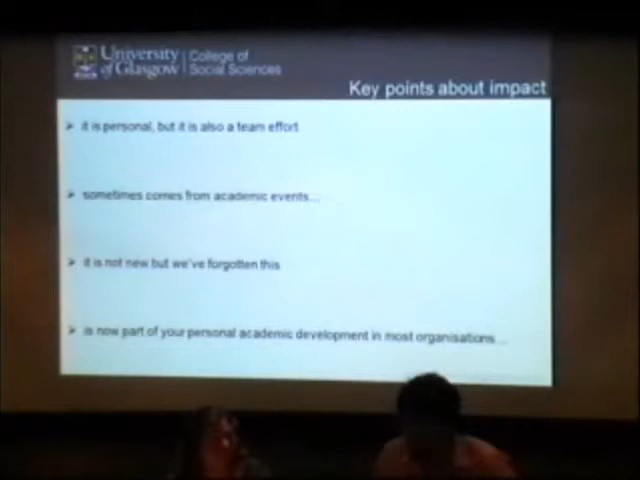 University
of Glasgow
College of
Social Sciences
Key points about impact
it is personal, but it is also a team effort
sometimes comes from academic events...
it is not new but we've forgotten this
is now part of your personal academic development in most organisations...